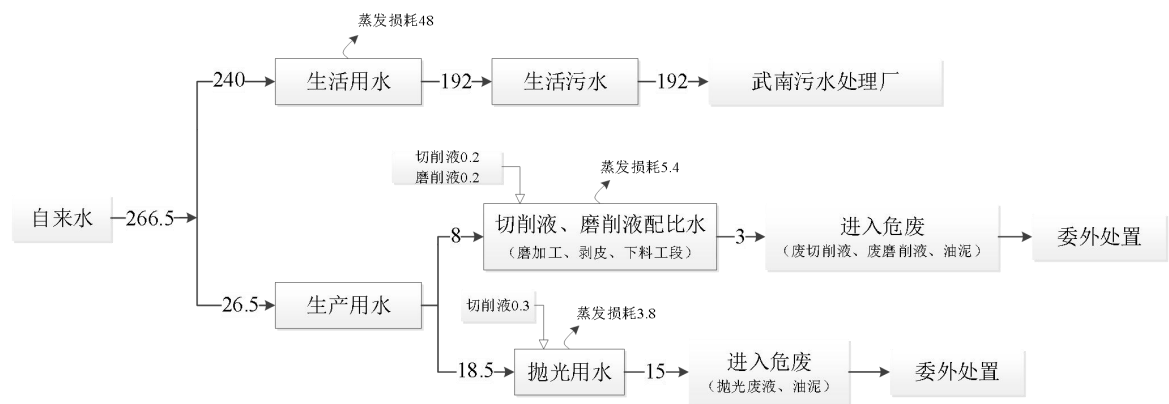 蒸发损耗48
240
生活用水
192
生活污水
192
武南污水处理厂
切削液0.2
磨削液0.2
蒸发损耗5.4
自来水
266.5
8
切削液、磨削液配比水
（磨加工、剥皮、下料工段）
3
进入危废
（废切削液、废磨削液、油泥）
委外处置
26.5
生产用水
切削液0.3
蒸发损耗3.8
18.5
抛光用水
15
进入危废
（抛光废液、油泥）
委外处置